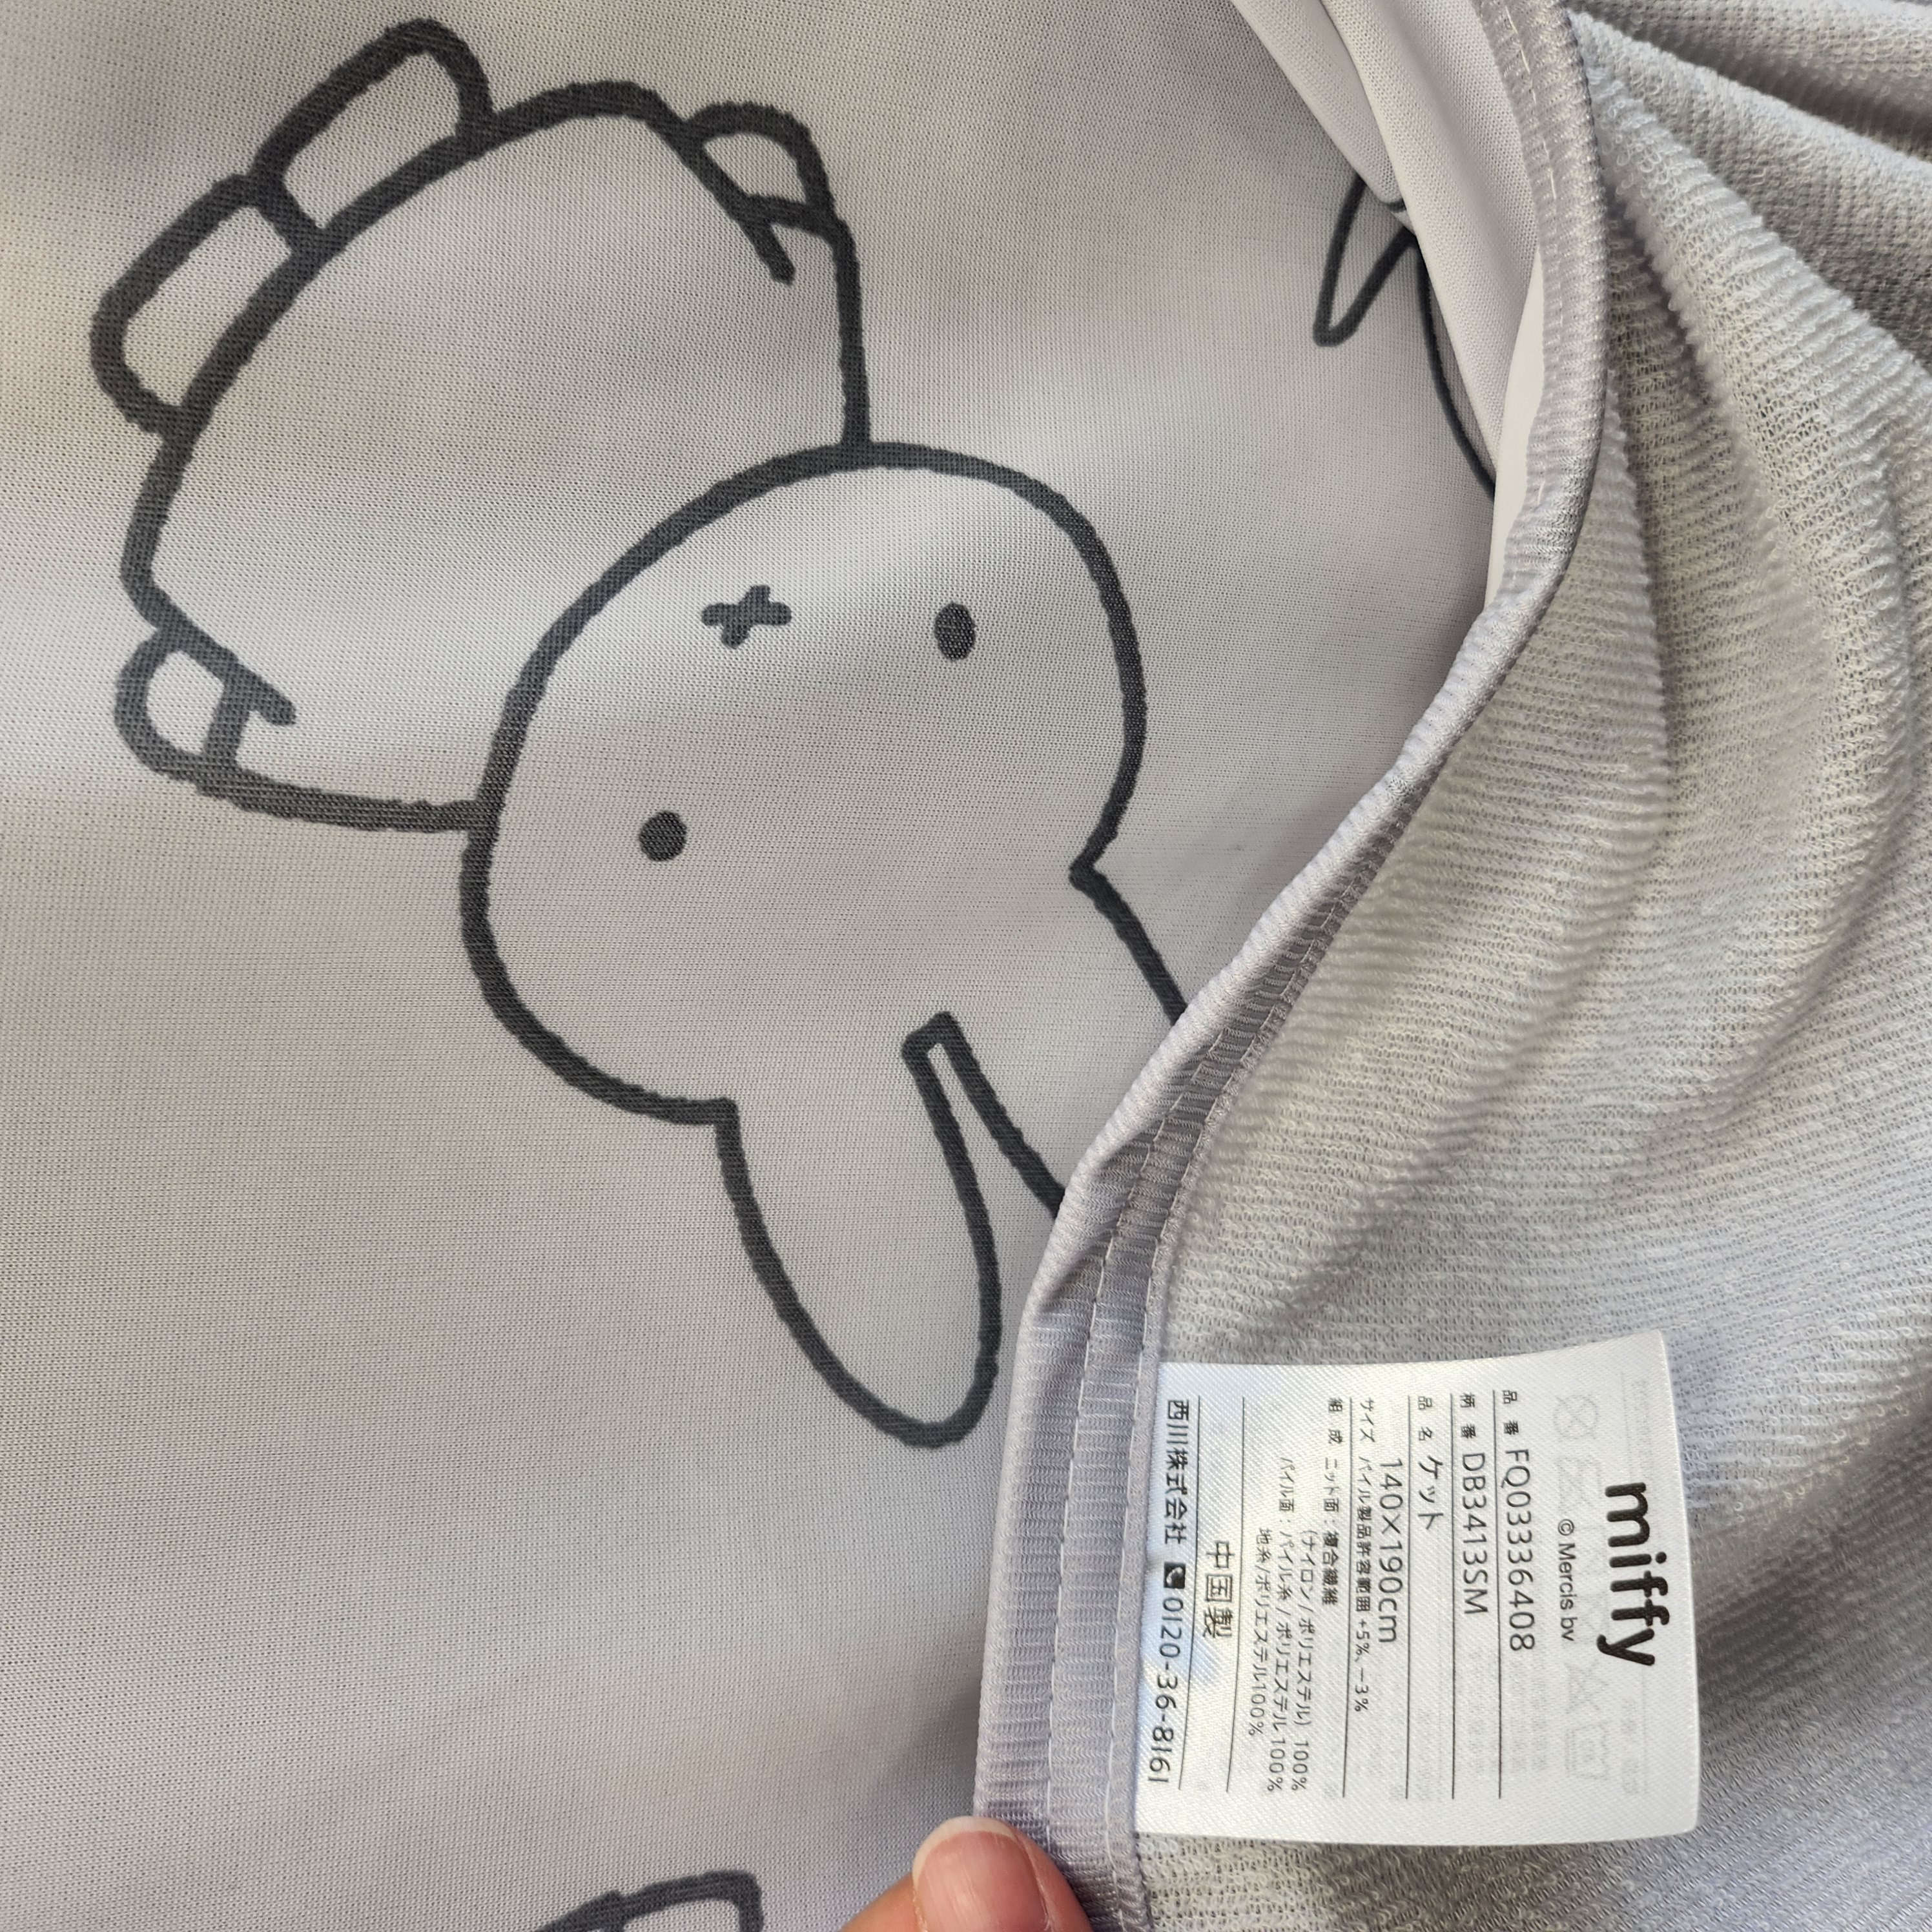 miffy
© Mercis bv
品 番 FQ03336408
柄 番 DB3413SM
品 名 ケット
サイズ 140×190cm
パイル製品許容範囲 +5%、−3%
組 成 ニット面：複合繊維
(ナイロン/ポリエステル) 100%
パイル面：パイル糸/ポリエステル100%
地糸/ポリエステル100%
中国製
西川株式会社 0120-36-8161